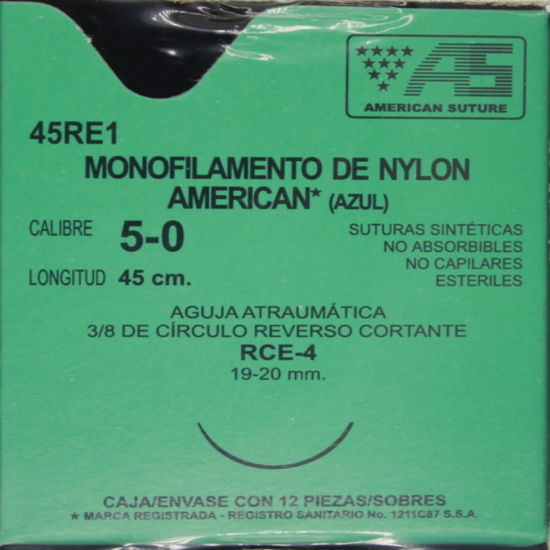 AS
AMERICAN SUTURE
45RE1
MONOFILAMENTO DE NYLON
AMERICAN* (AZUL)
CALIBRE 5-0
LONGITUD 45 cm.
SUTURAS SINTÉTICAS
NO ABSORBIBLES
NO CAPILARES
ESTERILES
AGUJA ATRAUMÁTICA
3/8 DE CÍRCULO REVERSO CORTANTE
RCE-4
19-20 mm.
CAJA/ENVASE CON 12 PIEZAS/SOBRES
★ MARCA REGISTRADA - REGISTRO SANITARIO No. 1211C87 S.S.A.